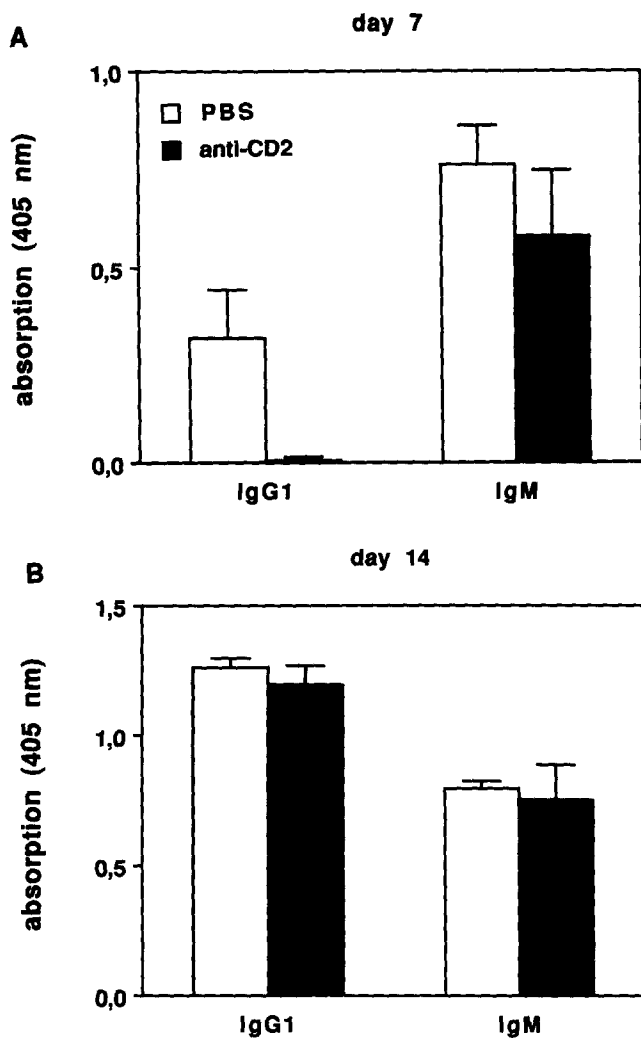 A
day 7
1,0
PBS
anti-CD2
absorption (405 nm)
0,5
0,0
IgG1 IgM
B
day 14
1,5
1,0
absorption (405 nm)
0,5
0,0
IgG1 IgM